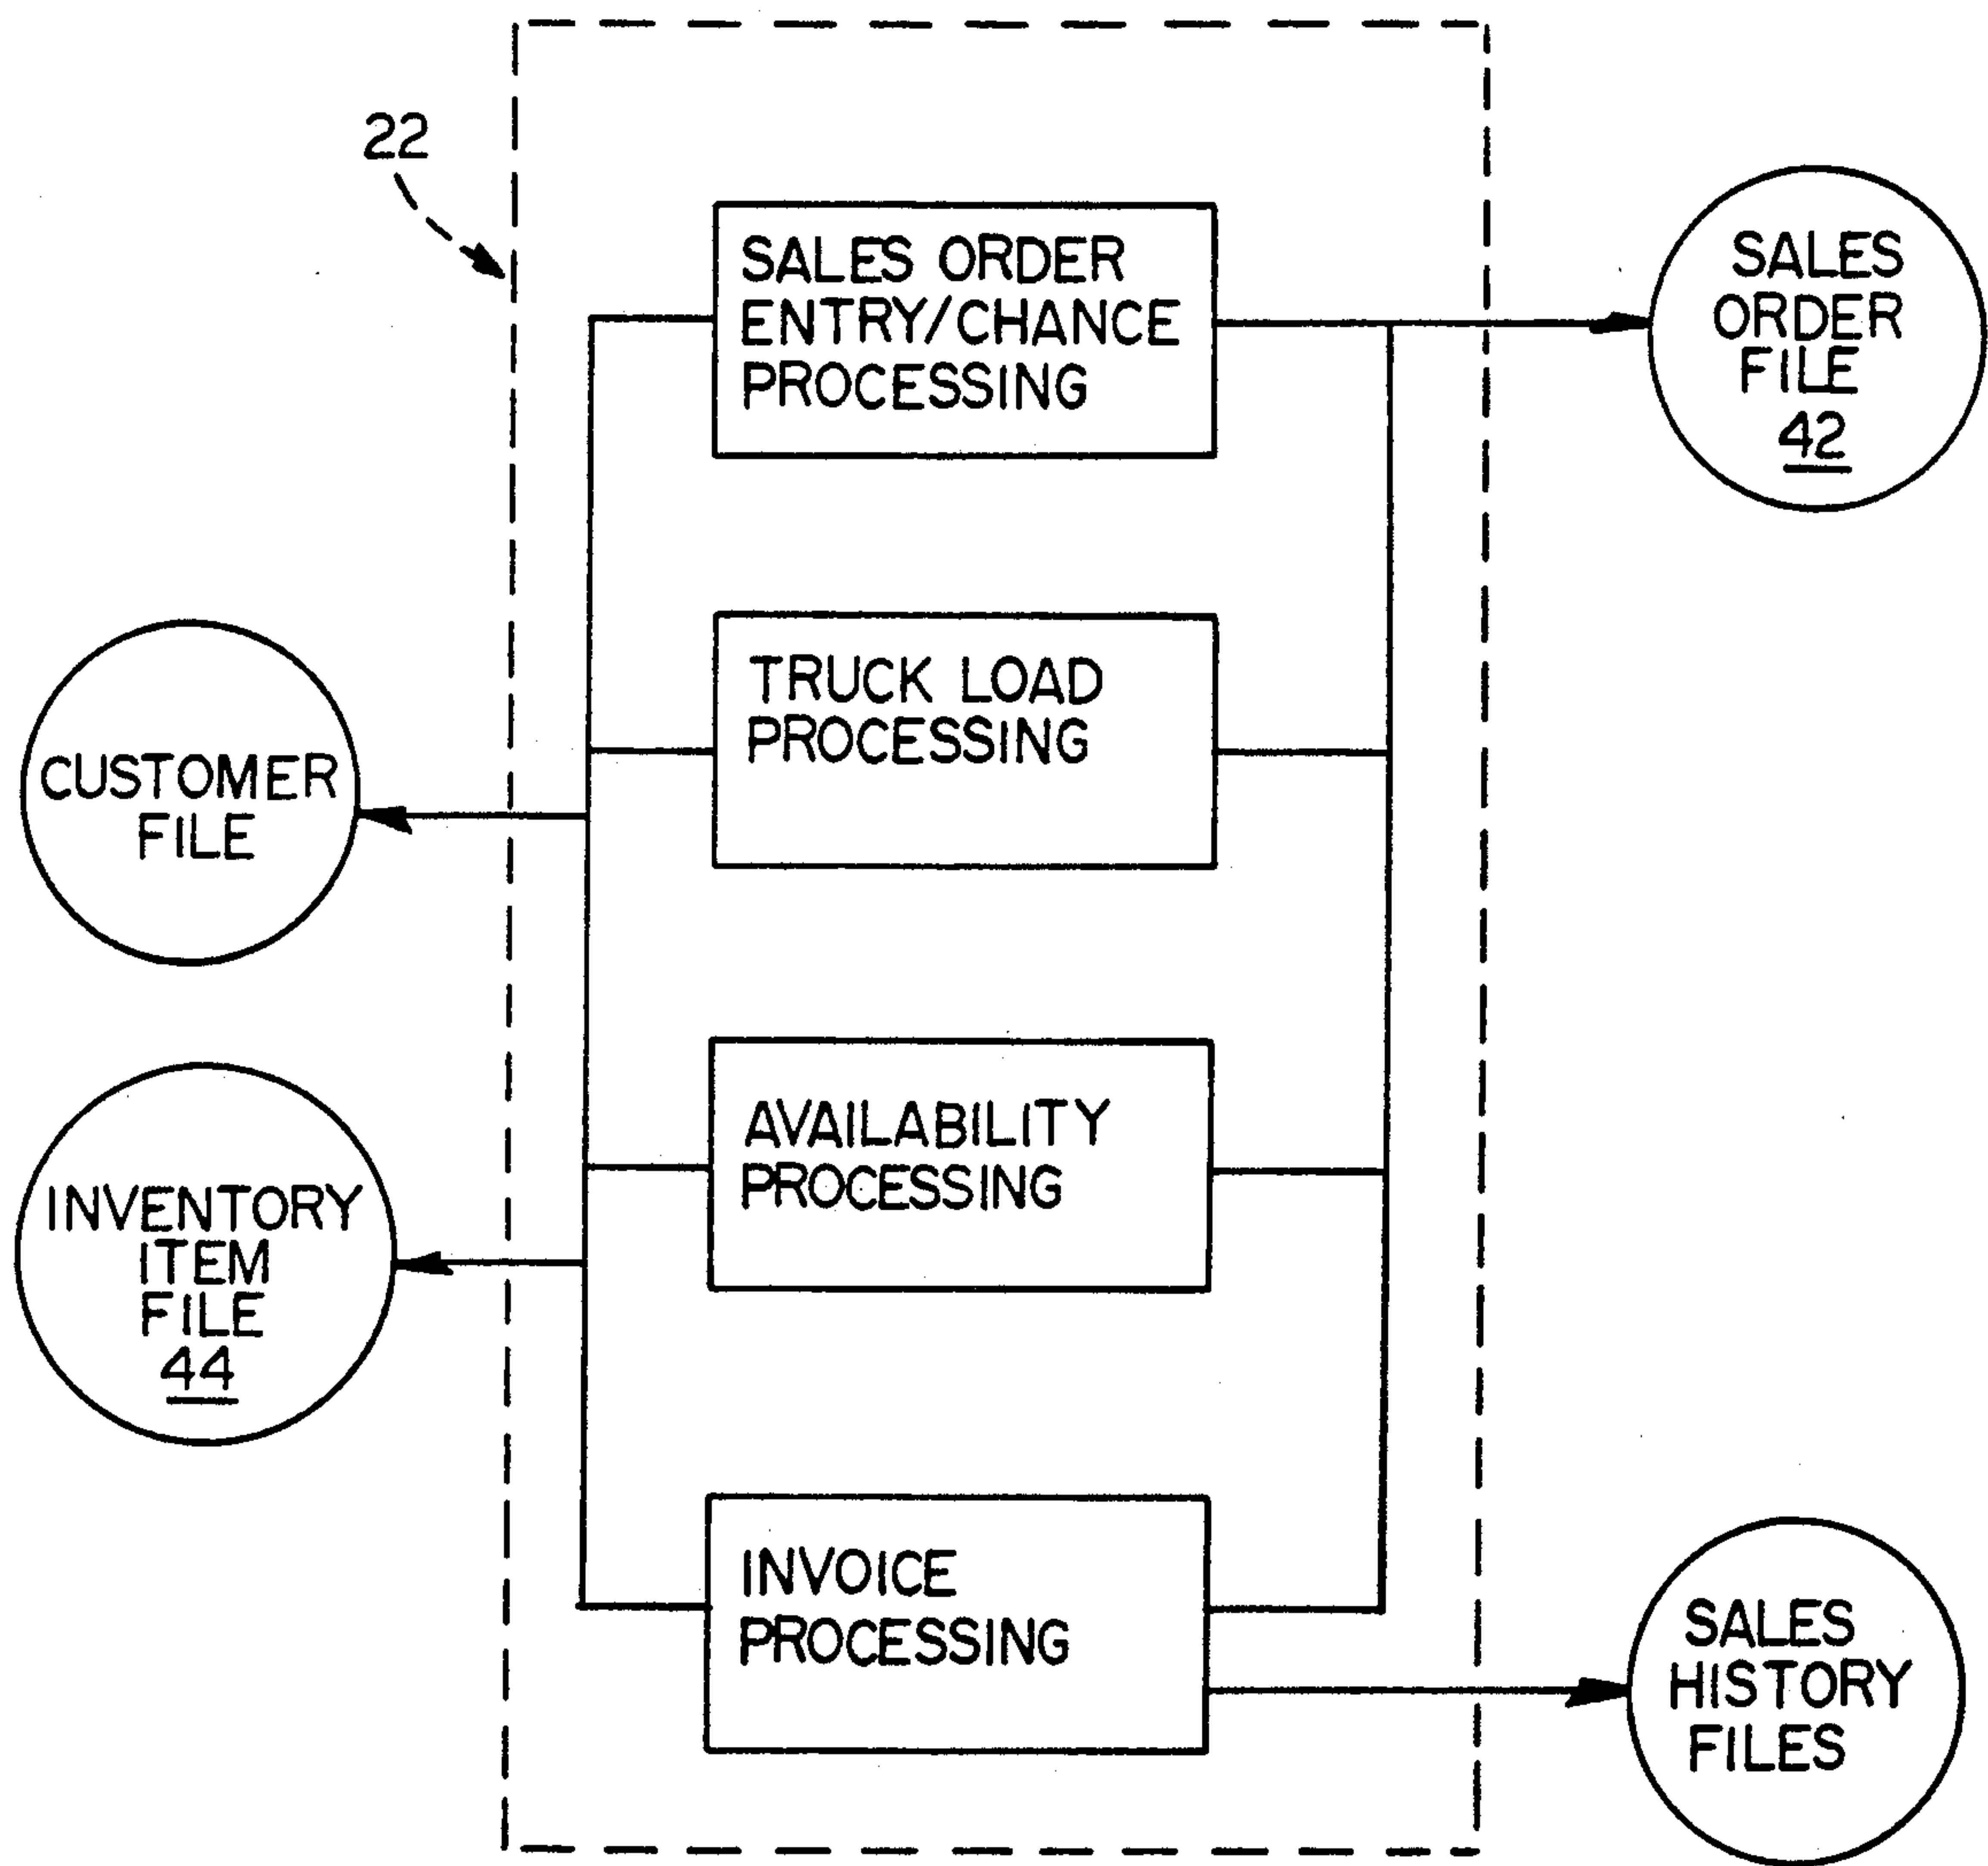 22
SALES ORDER
ENTRY/CHANCE
PROCESSING
SALES
ORDER
FILE
42
TRUCK LOAD
PROCESSING
CUSTOMER
FILE
AVAILABILITY
PROCESSING
INVENTORY
ITEM
FILE
44
INVOICE
PROCESSING
SALES
HISTORY
FILES